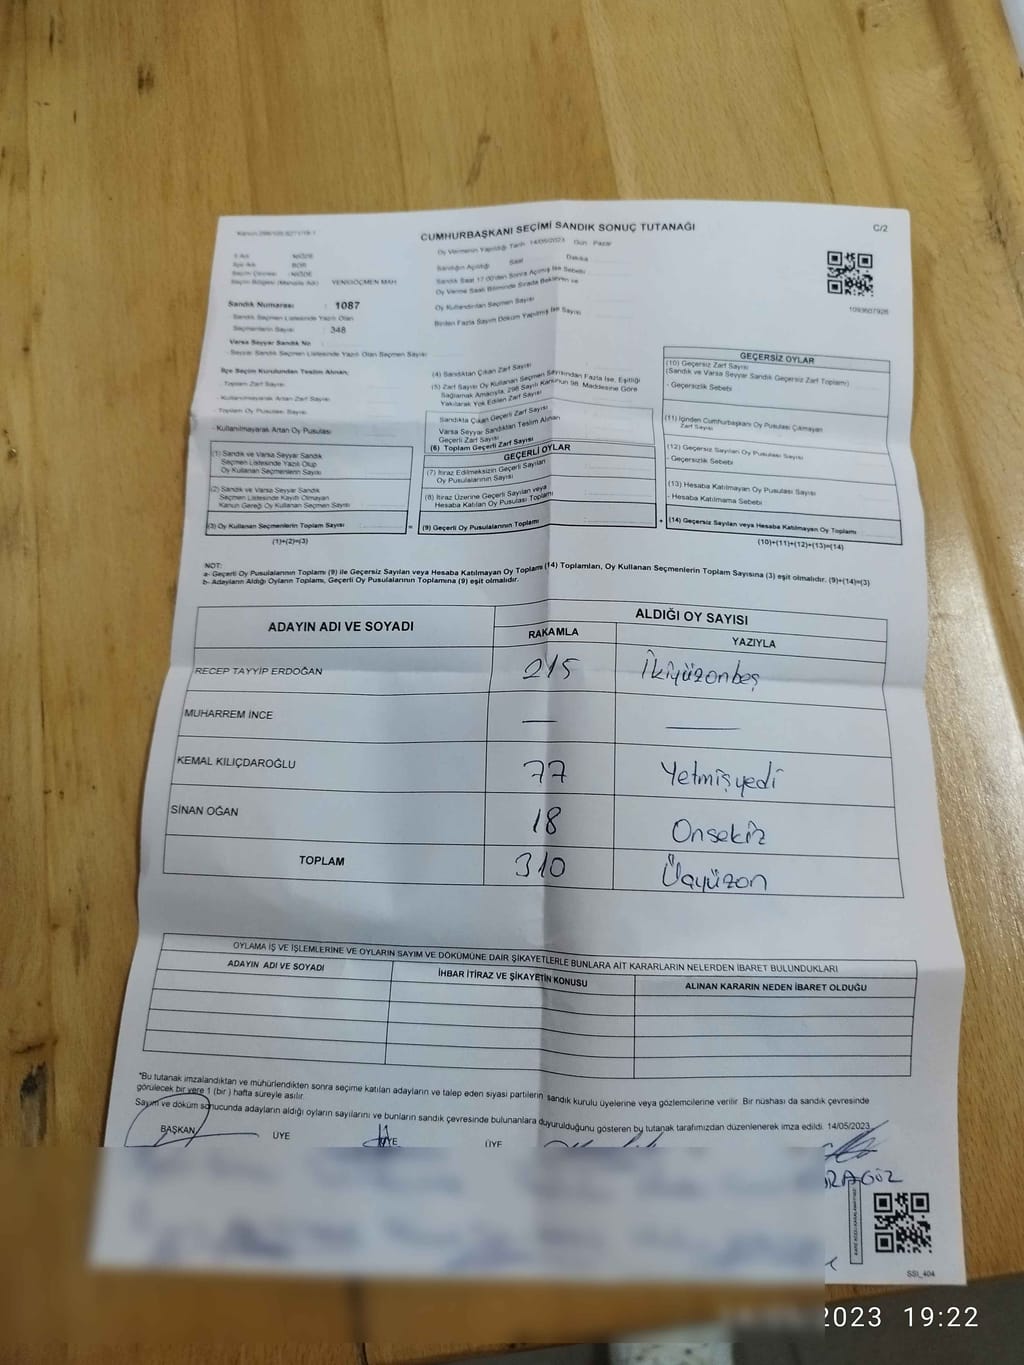 CUMHURBAŞKANI SEÇİMİ SANDIK SONUÇ TUTANAĞI
C/2
Oy Vermenin Yapıldığı Tarih 14/05/2023 Gün Pazar
İl Adı : NİĞDE
İlçe Adı BOR
Seçim Çevresi : NİĞDE
Seçim Bölgesi (Mahalle Adı) YENİGÖÇMEN MAH
Sandığın Açıldığı Saat Dakika
Sandık Saat 17:00'den Sonra Açılmış İse Sebebi
Oy Verme Saati Bitiminde Sırada Bekleyen ve
Oy Kullandırılan Seçmen Sayısı
Birden Fazla Sayım Döküm Yapılmış İse Sayısı
1093607926
Sandık Numarası : 1087
Sandık Seçmen Listesinde Yazılı Olan
Seçmenlerin Sayısı : 348
Varsa Seyyar Sandık No
- Seyyar Sandık Seçmen Listesinde Yazılı Olan Seçmen Sayısı
İlçe Seçim Kurulundan Teslim Alınan,
- Toplam Zarf Sayısı
- Kullanılmayarak Artan Zarf Sayısı
- Toplam Oy Pusulası Sayısı
- Kullanılmayarak Artan Oy Pusulası
(1) Sandık ve Varsa Seyyar Sandık
Seçmen Listesinde Yazılı Olup
Oy Kullanan Seçmenlerin Sayısı
(2) Sandık ve Varsa Seyyar Sandık
Seçmen Listesinde Kayıtlı Olmayan
Kanun Gereği Oy Kullanan Seçmen Sayısı
(3) Oy Kullanan Seçmenlerin Toplam Sayısı
(1)+(2)=(3)
=
(4) Sandıktan Çıkan Zarf Sayısı
(5) Zarf Sayısı Oy Kullanan Seçmen Sayısından Fazla İse, Eşitliği
Sağlamak Amacıyla, 298 Sayılı Kanunun 98. Maddesine Göre
Yakılarak Yok Edilen Zarf Sayısı
Sandıkta Çıkan Geçerli Zarf Sayısı
Varsa Seyyar Sandıktan Teslim Alınan
Geçerli Zarf Sayısı
(6) Toplam Geçerli Zarf Sayısı
GEÇERLİ OYLAR
(7) İtiraz Edilmeksizin Geçerli Sayılan
Oy Pusulalarının Sayısı
(8) İtiraz Üzerine Geçerli Sayılan veya
Hesaba Katılan Oy Pusulası Toplamı
(9) Geçerli Oy Pusulalarının Toplamı
+
GEÇERSİZ OYLAR
(10) Geçersiz Zarf Sayısı
(Sandık ve Varsa Seyyar Sandık Geçersiz Zarf Toplamı)
- Geçersizlik Sebebi
(11) İçinden Cumhurbaşkanı Oy Pusulası Çıkmayan
Zarf Sayısı
(12) Geçersiz Sayılan Oy Pusulası Sayısı
- Geçersizlik Sebebi
(13) Hesaba Katılmayan Oy Pusulası Sayısı
- Hesaba Katılmama Sebebi
(14) Geçersiz Sayılan veya Hesaba Katılmayan Oy Toplamı
(10)+(11)+(12)+(13)=(14)
NOT:
a- Geçerli Oy Pusulalarının Toplamı (9) ile Geçersiz Sayılan veya Hesaba Katılmayan Oy Toplamı (14) Toplamları, Oy Kullanan Seçmenlerin Toplam Sayısına (3) eşit olmalıdır. (9)+(14)=(3)
b- Adayların Aldığı Oyların Toplamı, Geçerli Oy Pusulalarının Toplamına (9) eşit olmalıdır.
ADAYIN ADI VE SOYADI
ALDIĞI OY SAYISI
RAKAMLA YAZIYLA
RECEP TAYYİP ERDOĞAN 215 İkiyüzonbeş
MUHARREM İNCE — —
KEMAL KILIÇDAROĞLU 77 Yetmişyedi
SİNAN OĞAN 18 Onsekiz
TOPLAM 310 Üçyüzon
OYLAMA İŞ VE İŞLEMLERİNE VE OYLARIN SAYIM VE DÖKÜMÜNE DAİR ŞİKAYETLERLE BUNLARA AİT KARARLARIN NELERDEN İBARET BULUNDUKLARI
ADAYIN ADI VE SOYADI İHBAR İTİRAZ VE ŞİKAYETİN KONUSU ALINAN KARARIN NEDEN İBARET OLDUĞU
"Bu tutanak imzalandıktan ve mühürlendikten sonra seçime katılan adayların ve talep eden siyasi partilerin sandık kurulu üyelerine veya gözlemcilerine verilir. Bir nüshası da sandık çevresinde
görülecek bir yere 1 (bir ) hafta süreyle asılır.
Sayım ve döküm sonucunda adayların aldığı oyların sayılarını ve bunların sandık çevresinde bulunanlara duyurulduğunu gösteren bu tutanak tarafımızdan düzenlenerek imza edildi. 14/05/2023
BAŞKAN ÜYE ÜYE ÜYE
RAGÖZ
SSI_404
2023 19:22